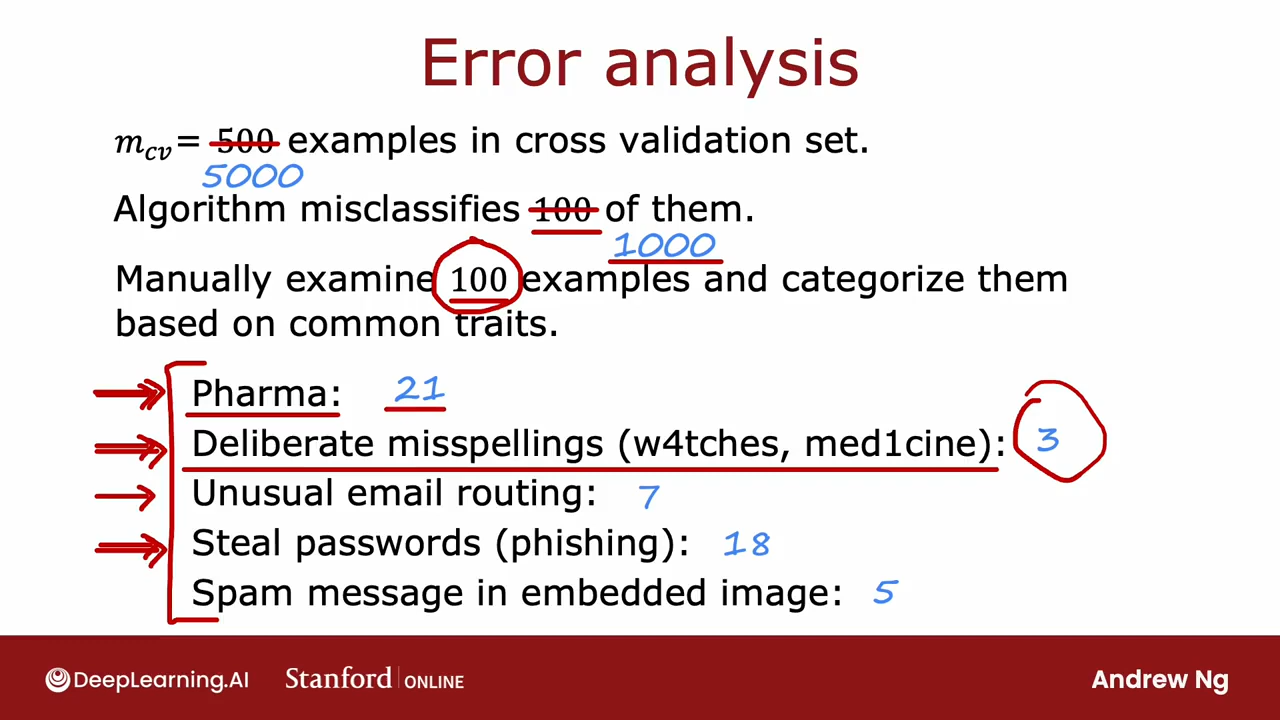 Error analysis
m_cv = 500 examples in cross validation set.
5000
Algorithm misclassifies 100 of them.
1000
Manually examine 100 examples and categorize them
based on common traits.
Pharma: 21
Deliberate misspellings (w4tches, med1cine): 3
Unusual email routing: 7
Steal passwords (phishing): 18
Spam message in embedded image: 5
DeepLearning.AI Stanford ONLINE Andrew Ng